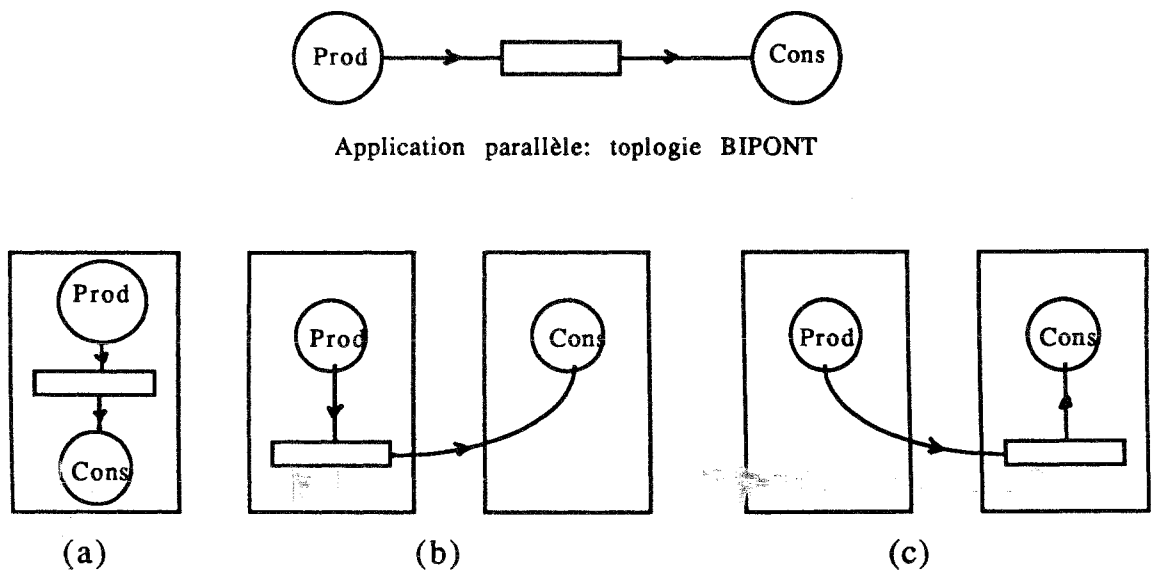 Prod Cons
Application parallèle: toplogie BIPONT
Prod
Cons
Prod Cons
Prod Cons
(a) (b) (c)